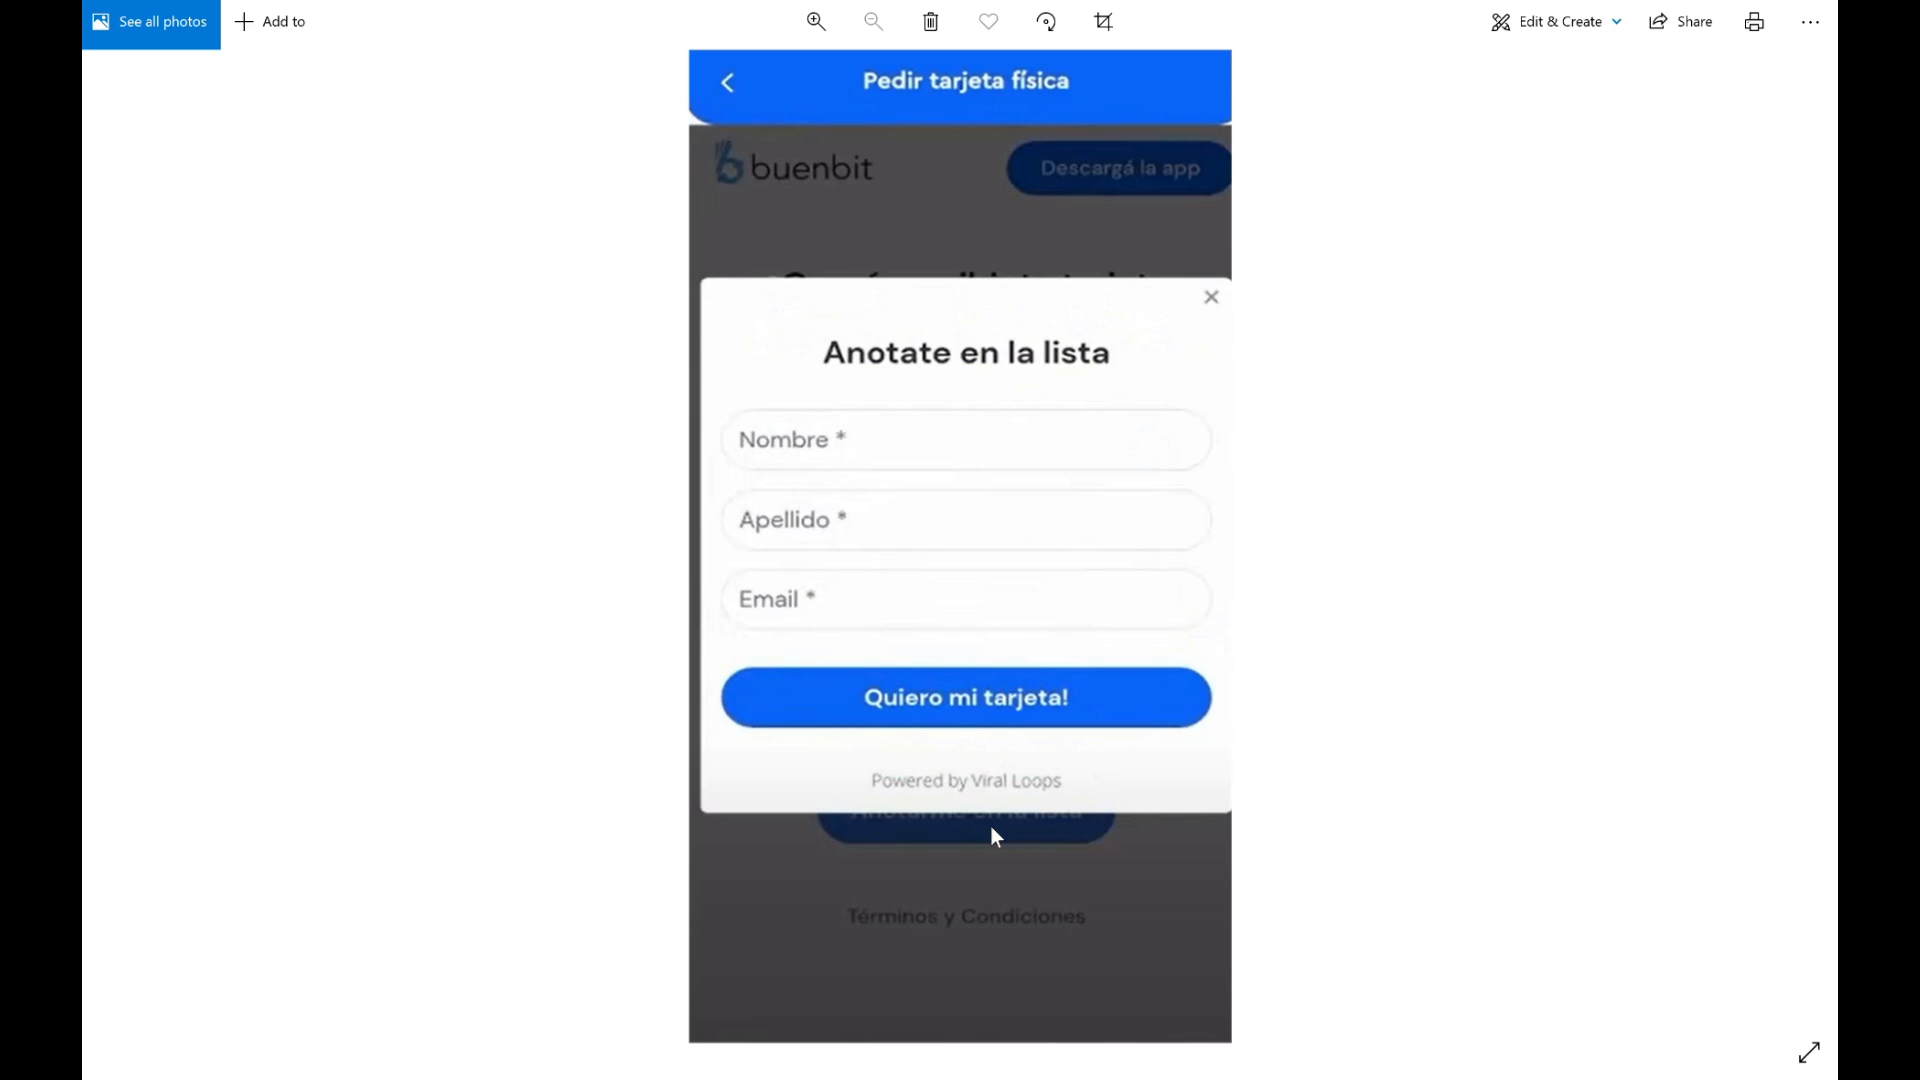 See all photos
Add to
Edit & Create
Share
Pedir tarjeta física
buenbit
Descargá la app
Anotate en la lista
Nombre *
Apellido *
Email *
Quiero mi tarjeta!
Powered by Viral Loops
Términos y Condiciones